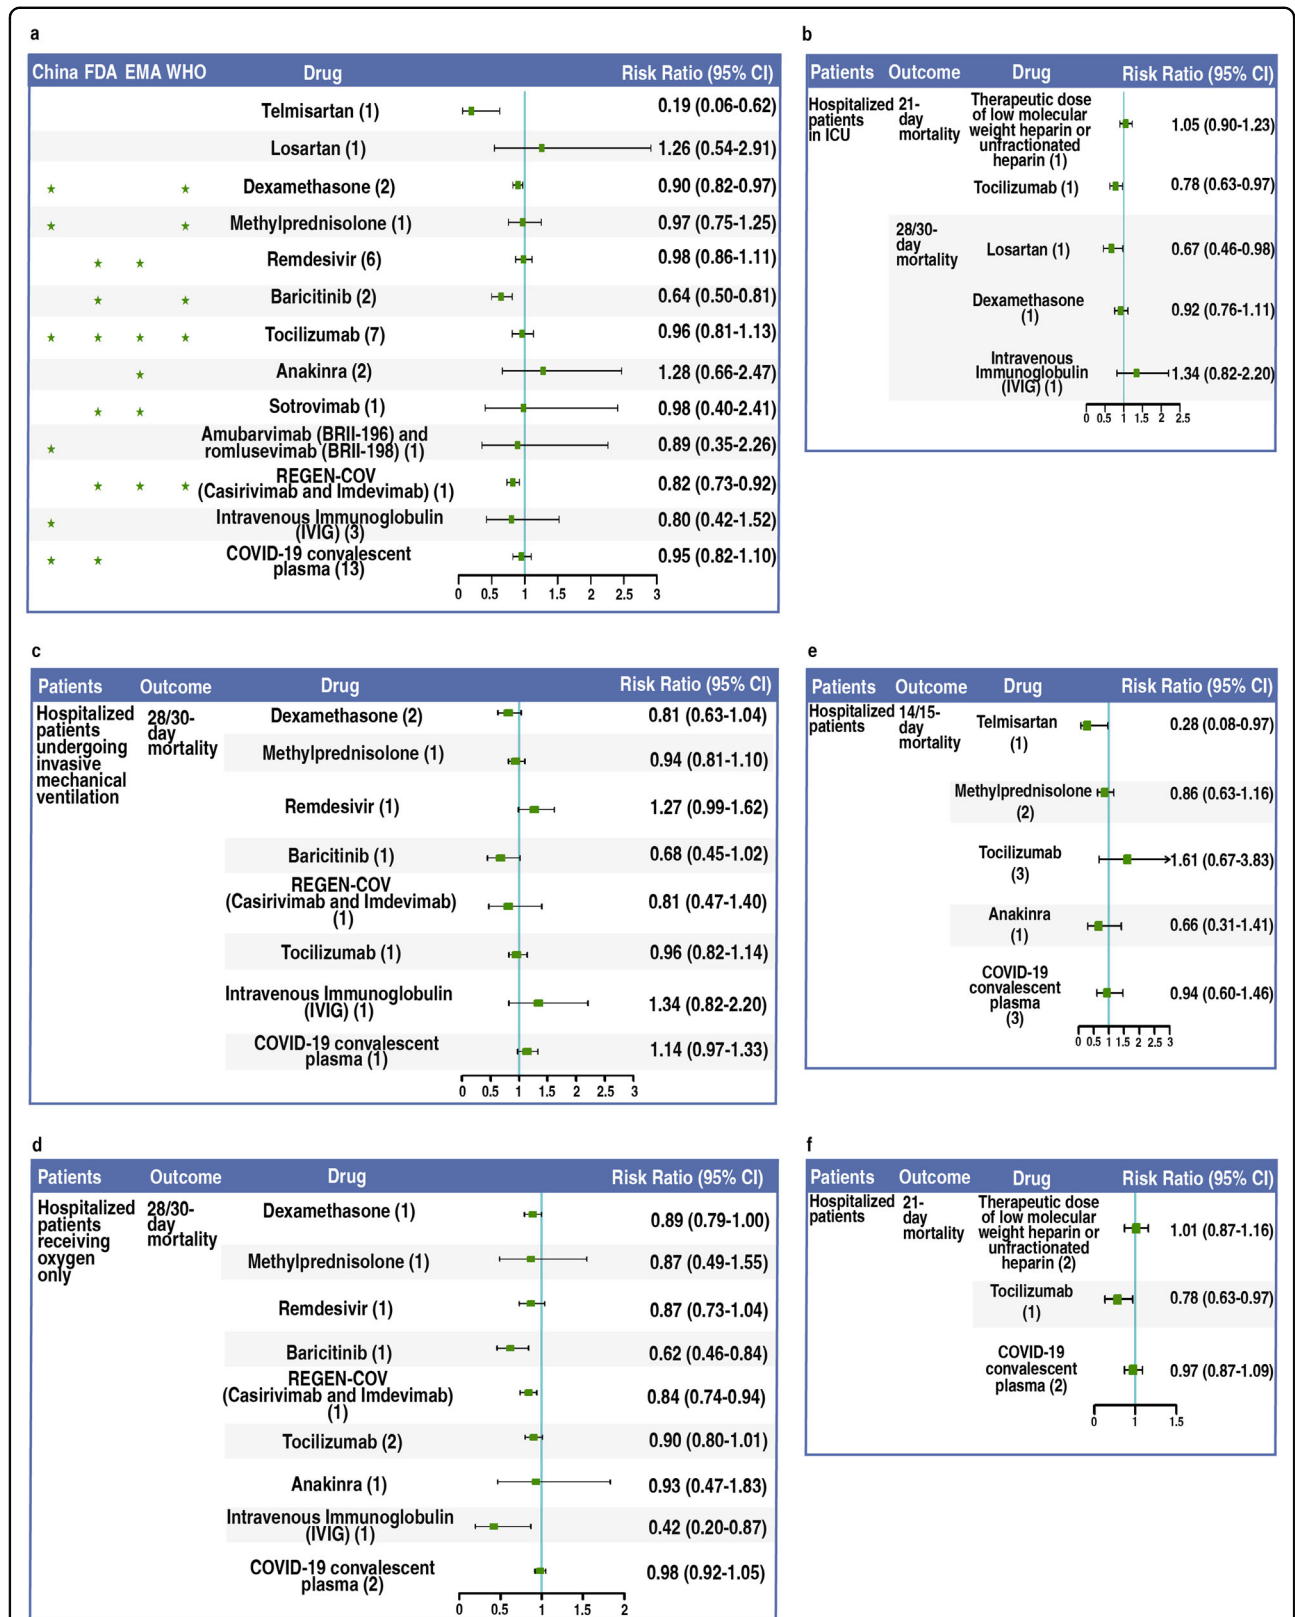 a
China FDA EMA WHO Drug Risk Ratio (95% CI)
Telmisartan (1) 0.19 (0.06-0.62)
Losartan (1) 1.26 (0.54-2.91)
★ ★ Dexamethasone (2) 0.90 (0.82-0.97)
★ ★ Methylprednisolone (1) 0.97 (0.75-1.25)
★ ★ Remdesivir (6) 0.98 (0.86-1.11)
★ ★ Baricitinib (2) 0.64 (0.50-0.81)
★ ★ ★ ★ Tocilizumab (7) 0.96 (0.81-1.13)
★ Anakinra (2) 1.28 (0.66-2.47)
★ ★ Sotrovimab (1) 0.98 (0.40-2.41)
Amubarvimab (BRII-196) and
★ romlusevimab (BRII-198) (1) 0.89 (0.35-2.26)
REGEN-COV
★ ★ ★ (Casirivimab and Imdevimab) (1) 0.82 (0.73-0.92)
★ Intravenous Immunoglobulin 0.80 (0.42-1.52)
(IVIG) (3)
★ ★ COVID-19 convalescent 0.95 (0.82-1.10)
plasma (13)
0 0.5 1 1.5 2 2.5 3
b
Patients Outcome Drug Risk Ratio (95% CI)
Hospitalized 21- Therapeutic dose
patients day of low molecular
in ICU mortality weight heparin or 1.05 (0.90-1.23)
unfractionated
heparin (1)
Tocilizumab (1) 0.78 (0.63-0.97)
28/30-
day Losartan (1) 0.67 (0.46-0.98)
mortality
Dexamethasone 0.92 (0.76-1.11)
(1)
Intravenous
Immunoglobulin 1.34 (0.82-2.20)
(IVIG) (1)
0 0.5 1 1.5 2 2.5
c
Patients Outcome Drug Risk Ratio (95% CI)
Hospitalized 28/30- Dexamethasone (2) 0.81 (0.63-1.04)
patients day
undergoing mortality Methylprednisolone (1) 0.94 (0.81-1.10)
invasive
mechanical
ventilation Remdesivir (1) 1.27 (0.99-1.62)
Baricitinib (1) 0.68 (0.45-1.02)
REGEN-COV
(Casirivimab and Imdevimab) 0.81 (0.47-1.40)
(1)
Tocilizumab (1) 0.96 (0.82-1.14)
Intravenous Immunoglobulin 1.34 (0.82-2.20)
(IVIG) (1)
COVID-19 convalescent 1.14 (0.97-1.33)
plasma (1)
0 0.5 1 1.5 2 2.5 3
e
Patients Outcome Drug Risk Ratio (95% CI)
Hospitalized 14/15- Telmisartan 0.28 (0.08-0.97)
patients day (1)
mortality
Methylprednisolone 0.86 (0.63-1.16)
(2)
Tocilizumab 1.61 (0.67-3.83)
(3)
Anakinra 0.66 (0.31-1.41)
(1)
COVID-19
convalescent 0.94 (0.60-1.46)
plasma
(3)
0 0.5 1 1.5 2 2.5 3
d
Patients Outcome Drug Risk Ratio (95% CI)
Hospitalized 28/30- Dexamethasone (1) 0.89 (0.79-1.00)
patients day
receiving mortality
oxygen Methylprednisolone (1) 0.87 (0.49-1.55)
only
Remdesivir (1) 0.87 (0.73-1.04)
Baricitinib (1) 0.62 (0.46-0.84)
REGEN-COV
(Casirivimab and Imdevimab) 0.84 (0.74-0.94)
(1)
Tocilizumab (2) 0.90 (0.80-1.01)
Anakinra (1) 0.93 (0.47-1.83)
Intravenous Immunoglobulin 0.42 (0.20-0.87)
(IVIG) (1)
COVID-19 convalescent 0.98 (0.92-1.05)
plasma (2)
0 0.5 1 1.5 2
f
Patients Outcome Drug Risk Ratio (95% CI)
Hospitalized 21- Therapeutic dose
patients day of low molecular
mortality weight heparin or 1.01 (0.87-1.16)
unfractionated
heparin (2)
Tocilizumab 0.78 (0.63-0.97)
(1)
COVID-19
convalescent 0.97 (0.87-1.09)
plasma (2)
0 1 1.5